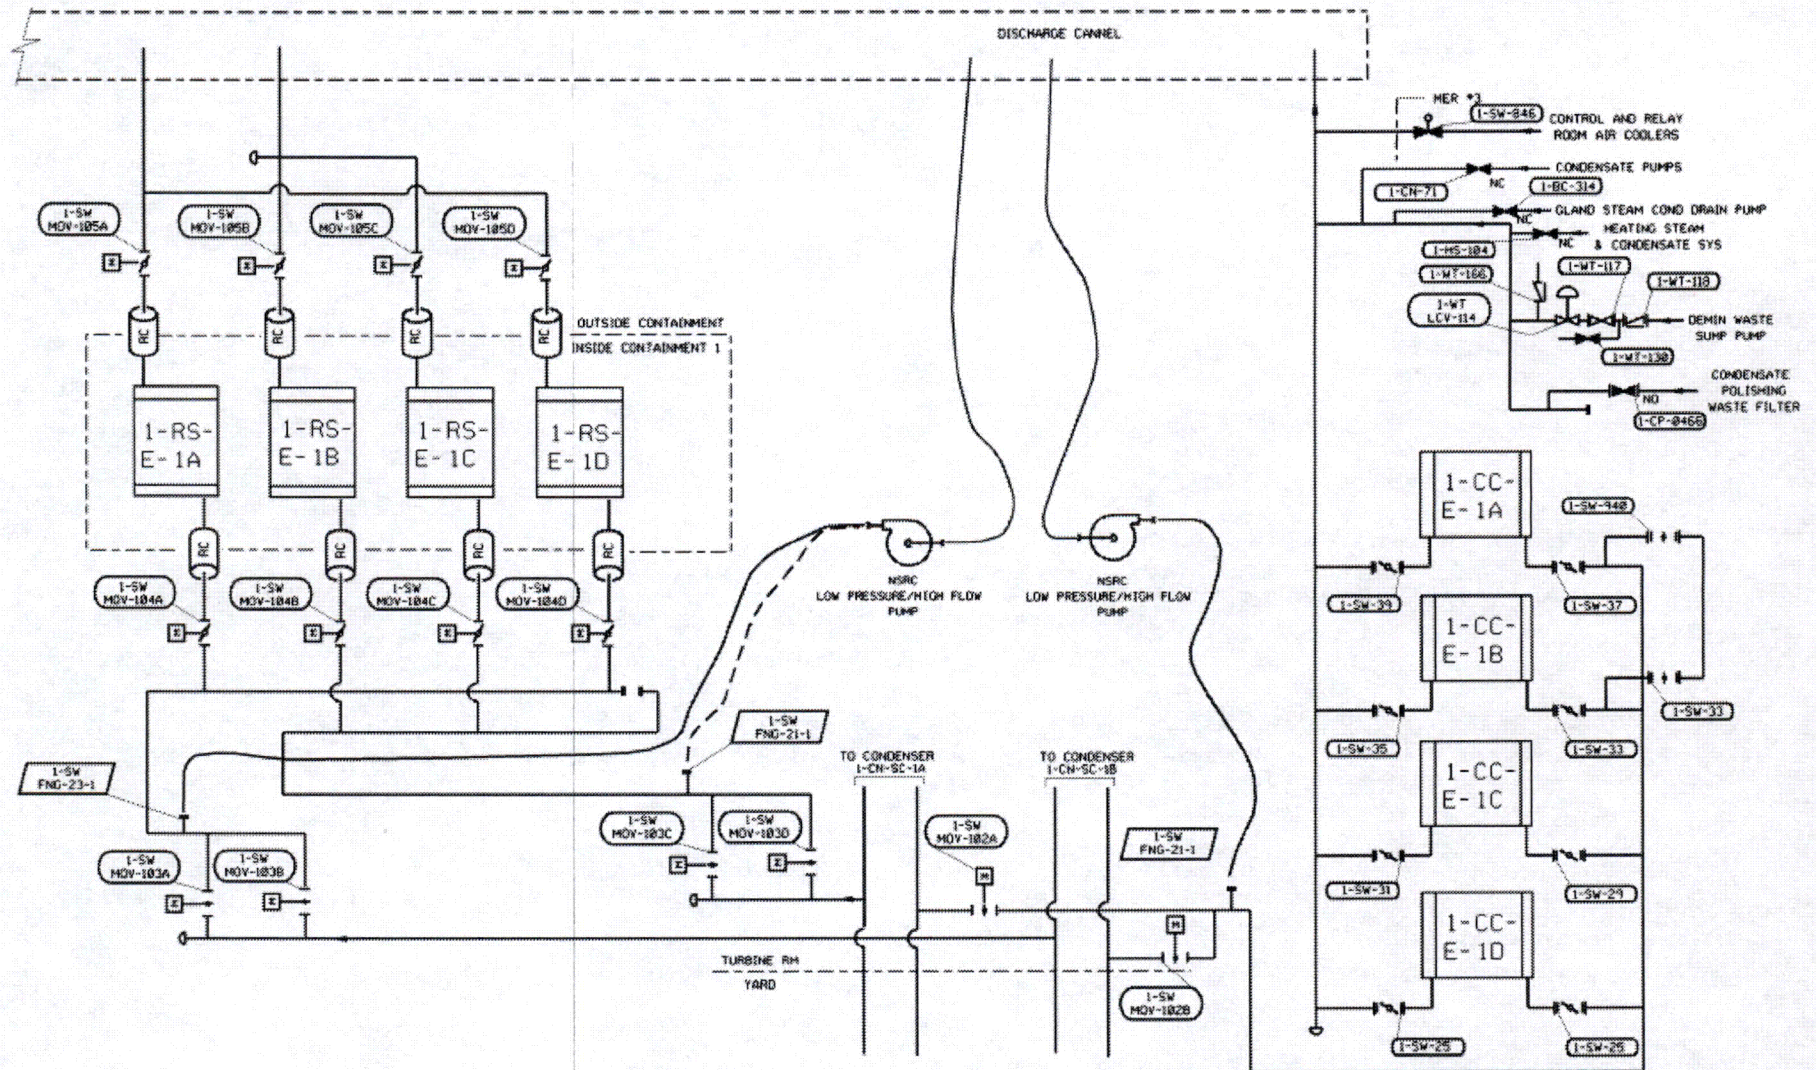 DISCHARGE CANNEL
MER #3
1-SW-846
CONTROL AND RELAY
ROOM AIR COOLERS
CONDENSATE PUMPS
1-CN-71
NC
1-BC-314
GLAND STEAM COND DRAIN PUMP
NC
HEATING STEAM
& CONDENSATE SYS
1-HS-104
NC
1-WT-166
1-WT-117
1-WT-118
1-WT
LCV-114
DEMIN WASTE
SUMP PUMP
1-WT-130
CONDENSATE
POLISHING
WASTE FILTER
NO
1-CP-0466
1-SW
MOV-105A
1-SW
MOV-105B
1-SW
MOV-105C
1-SW
MOV-105D
M
M
M
M
RC
RC
RC
RC
OUTSIDE CONTAINMENT
INSIDE CONTAINMENT 1
1-RS-
E-1A
1-RS-
E-1B
1-RS-
E-1C
1-RS-
E-1D
RC
RC
RC
RC
1-SW
MOV-104A
1-SW
MOV-104B
1-SW
MOV-104C
1-SW
MOV-104D
M
M
M
M
NSRC
LOW PRESSURE/HIGH FLOW
PUMP
NSRC
LOW PRESSURE/HIGH FLOW
PUMP
1-CC-
E-1A
1-SW-940
1-SW-39
1-SW-37
1-CC-
E-1B
1-SW-33
1-SW-35
1-SW-33
1-CC-
E-1C
1-SW-31
1-SW-29
1-CC-
E-1D
1-SW-25
1-SW-25
1-SW
FNG-21-1
1-SW
FNG-23-1
TO CONDENSER
1-CN-SC-1A
TO CONDENSER
1-CN-SC-1B
1-SW
MOV-103C
1-SW
MOV-103D
M
M
1-SW
MOV-102A
M
1-SW
FNG-21-1
1-SW
MOV-103A
1-SW
MOV-103B
M
M
M
TURBINE RM
YARD
1-SW
MOV-102B